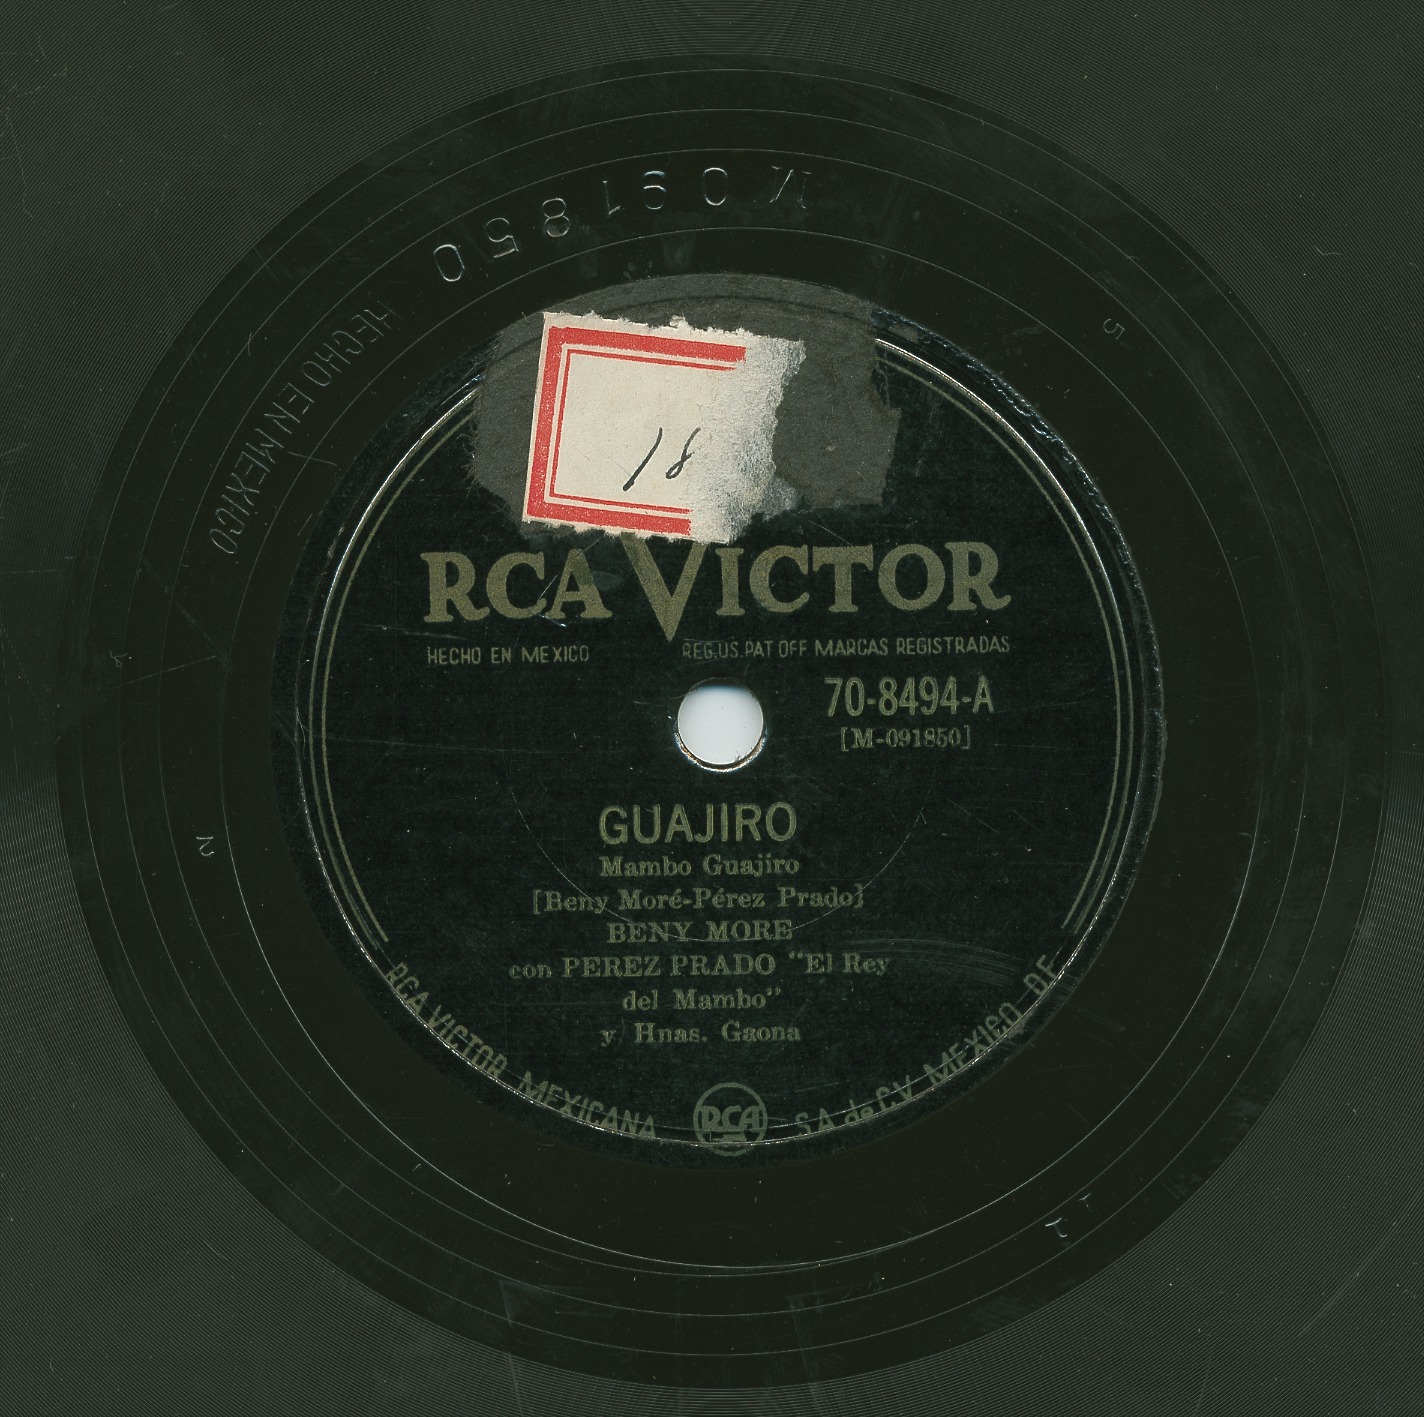 M 091850
HECHO EN MEXICO
5
18
RCA VICTOR
HECHO EN MEXICO
REG.US.PAT OFF MARCAS REGISTRADAS
70-8494-A
[M-091850]
GUAJIRO
Mambo Guajiro
[Beny Moré-Pérez Prado]
BENY MORE
con PEREZ PRADO "El Rey
del Mambo"
y Hnas. Gaona
RCA VICTOR MEXICANA
RCA
S.A. de C.V. MEXICO D F